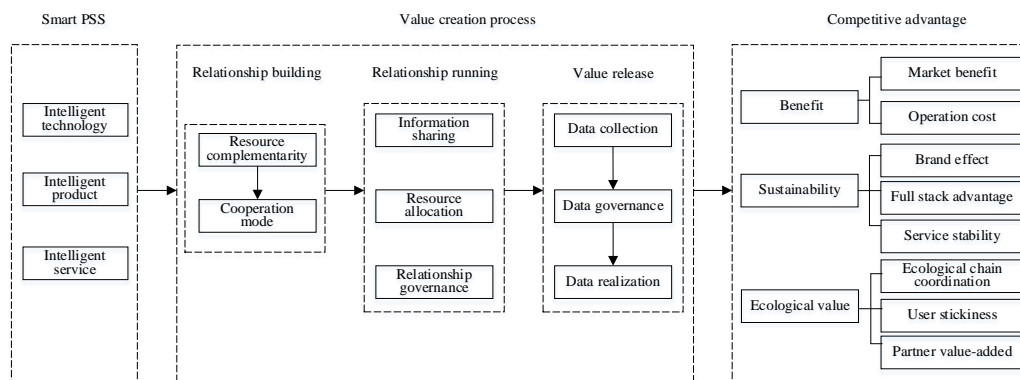 Smart PSS
Value creation process
Competitive advantage
Intelligent
technology
Intelligent
product
Intelligent
service
Relationship building
Resource
complementarity
Cooperation
mode
Relationship running
Information
sharing
Resource
allocation
Relationship
governance
Value release
Data collection
Data governance
Data realization
Benefit
Market benefit
Operation cost
Sustainability
Brand effect
Full stack advantage
Service stability
Ecological value
Ecological chain
coordination
User stickiness
Partner value-added